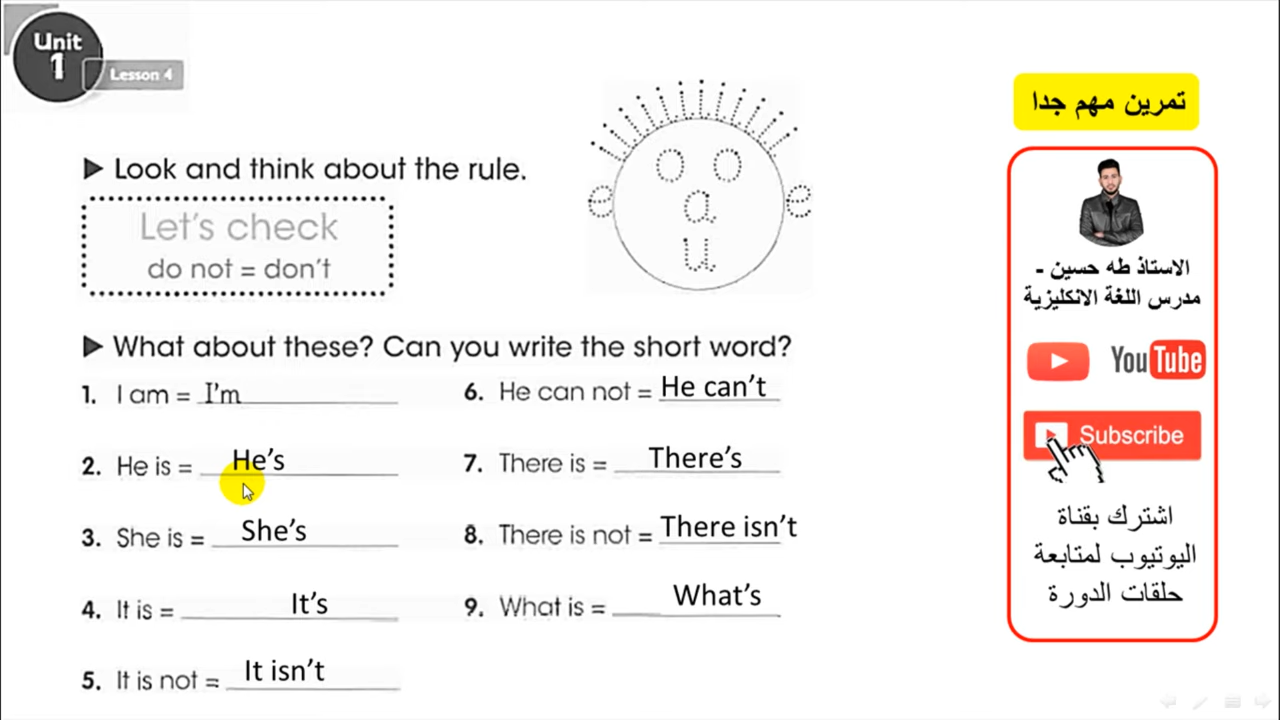 Unit
1
Lesson 4
Look and think about the rule.
Let's check
do not = don't
e o o a u e
What about these? Can you write the short word?
1. I am = I'm
2. He is = He's
3. She is = She's
4. It is = It's
5. It is not = It isn't
6. He can not = He can't
7. There is = There's
8. There is not = There isn't
9. What is = What's
تمرين مهم جدا
الاستاذ طه حسين -
مدرس اللغة الانكليزية
YouTube
Subscribe
اشترك بقناة
اليوتيوب لمتابعة
حلقات الدورة